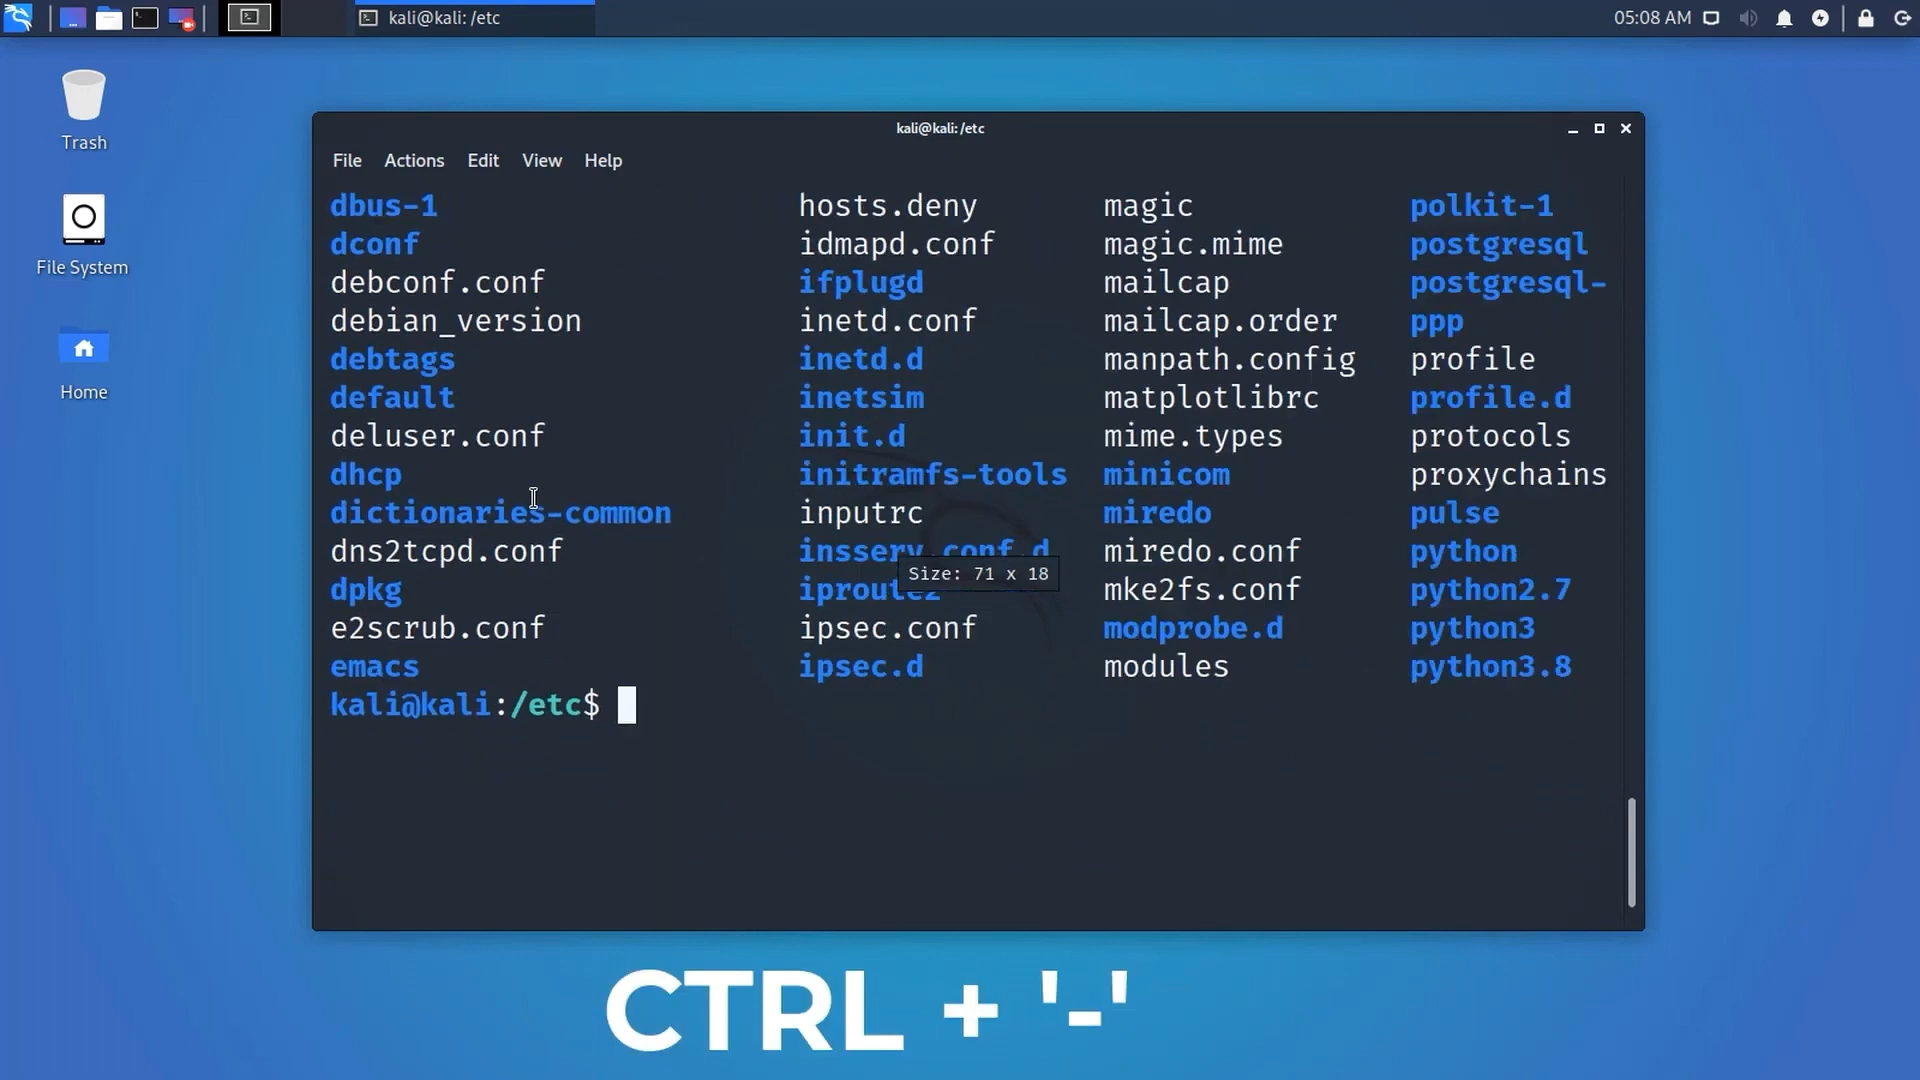 kali@kali: /etc
05:08 AM
Trash
File System
Home
kali@kali: /etc
File Actions Edit View Help
dbus-1 hosts.deny magic polkit-1
dconf idmapd.conf magic.mime postgresql
debconf.conf ifplugd mailcap postgresql-
debian_version inetd.conf mailcap.order ppp
debtags inetd.d manpath.config profile
default inetsim matplotlibrc profile.d
deluser.conf init.d mime.types protocols
dhcp initramfs-tools minicom proxychains
dictionaries-common inputrc miredo pulse
dns2tcpd.conf insserv.conf.d miredo.conf python
Size: 71 x 18
dpkg iproute2 mke2fs.conf python2.7
e2scrub.conf ipsec.conf modprobe.d python3
emacs ipsec.d modules python3.8
kali@kali:/etc$
CTRL + '-'